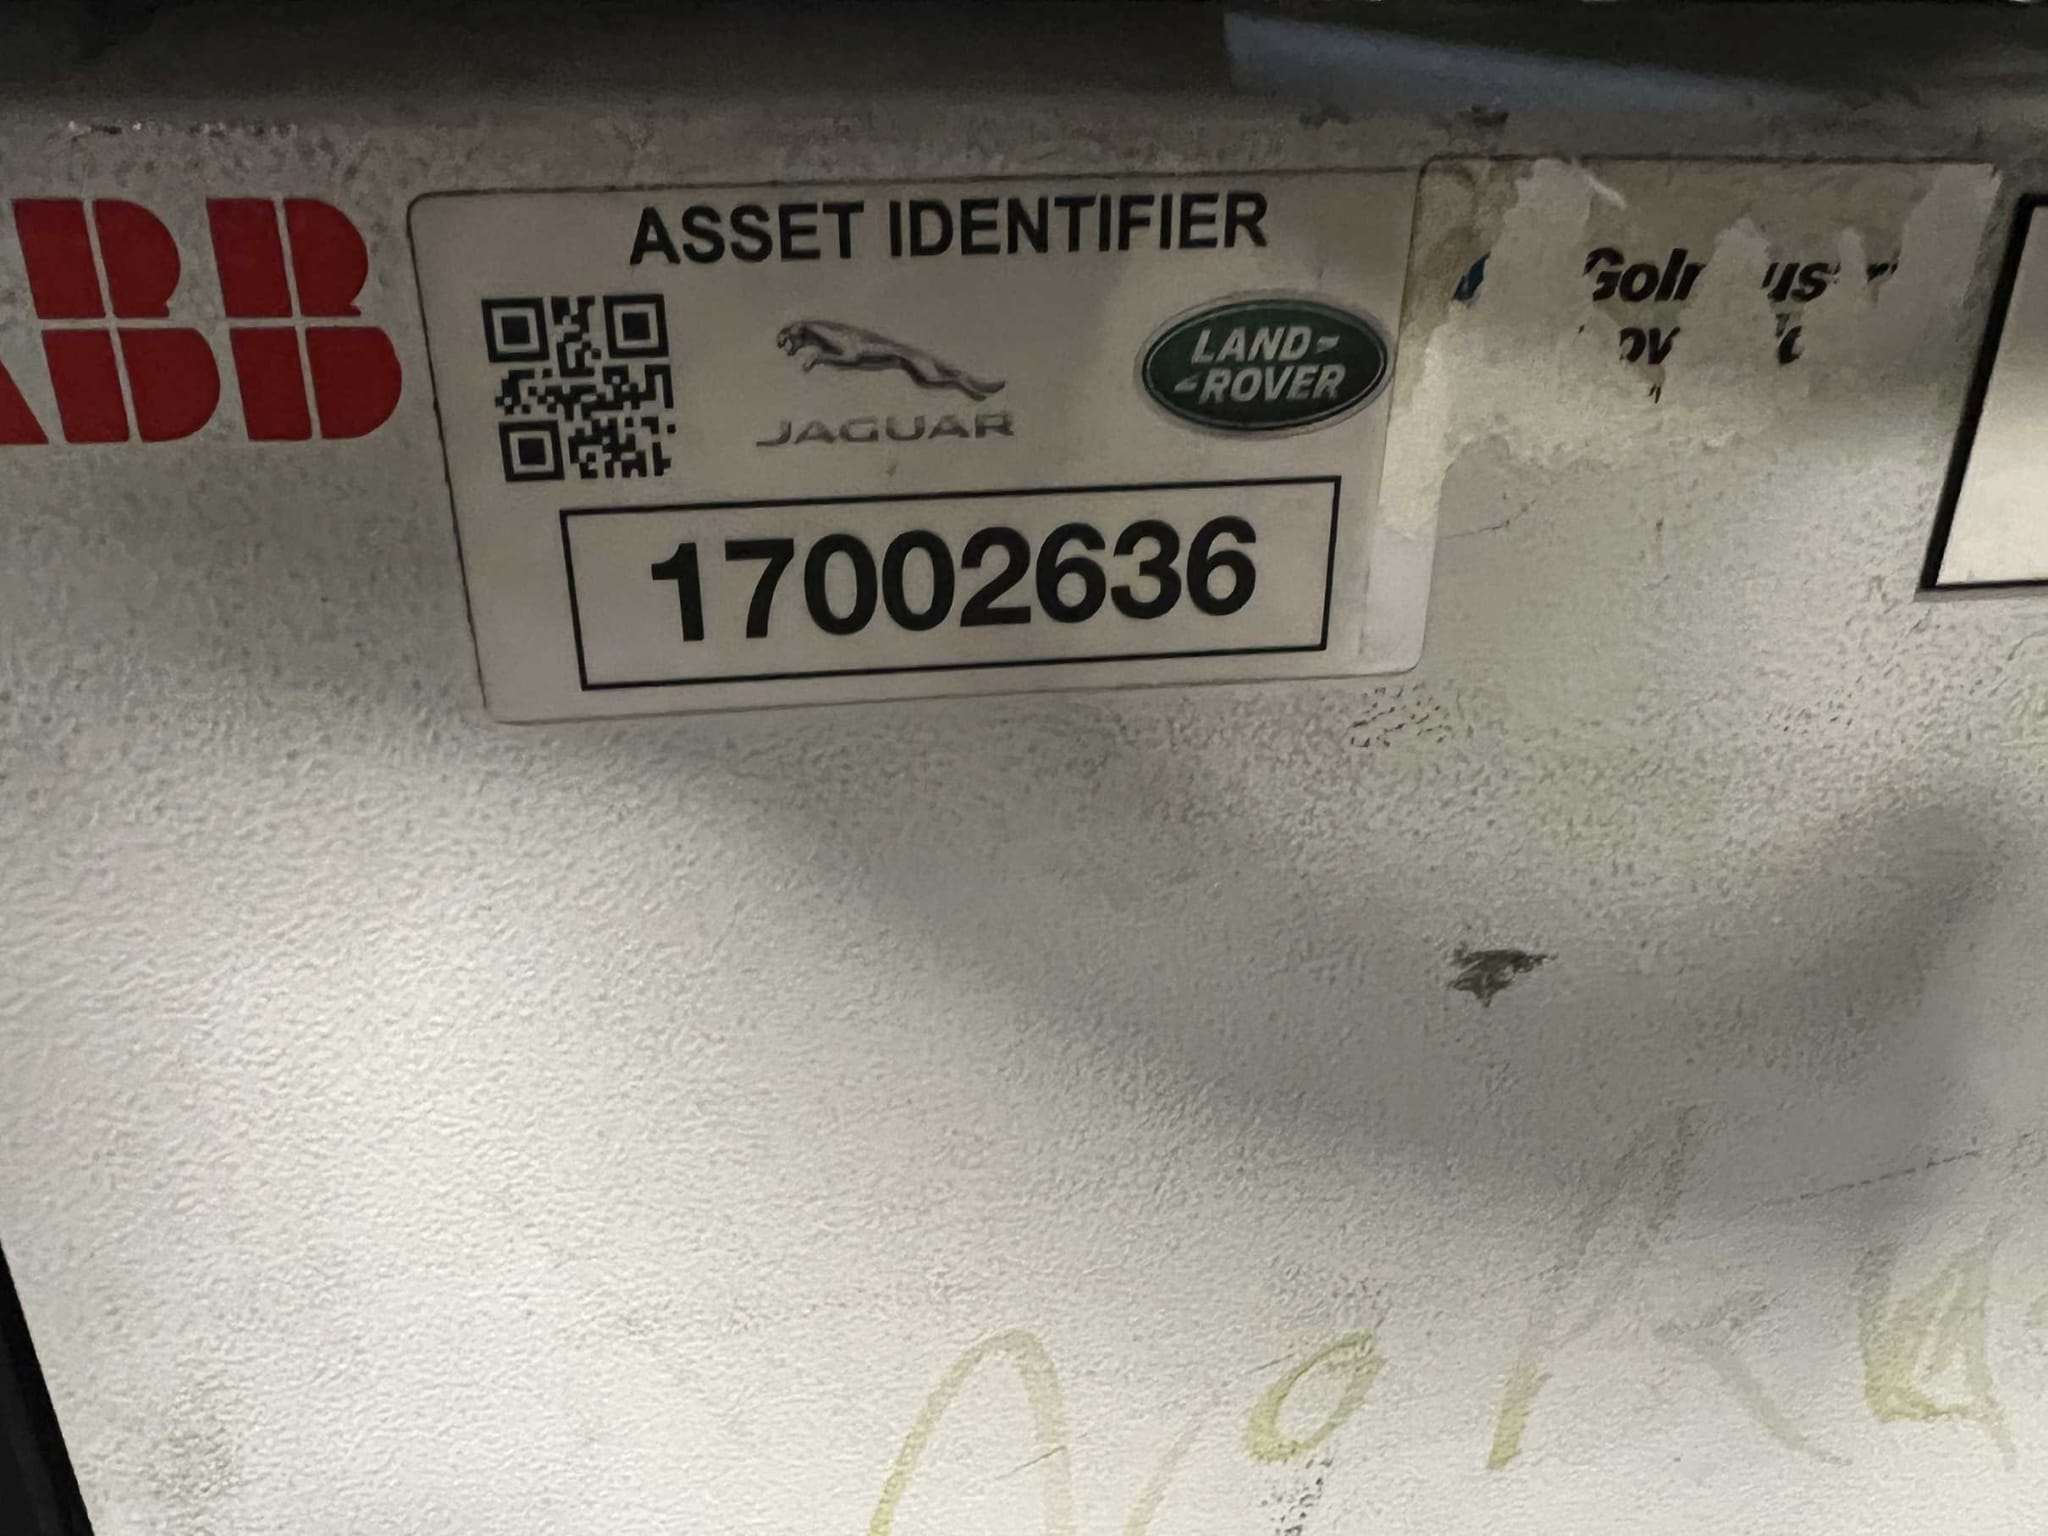 ABB
ASSET IDENTIFIER
JAGUAR
LAND-
-ROVER
17002636